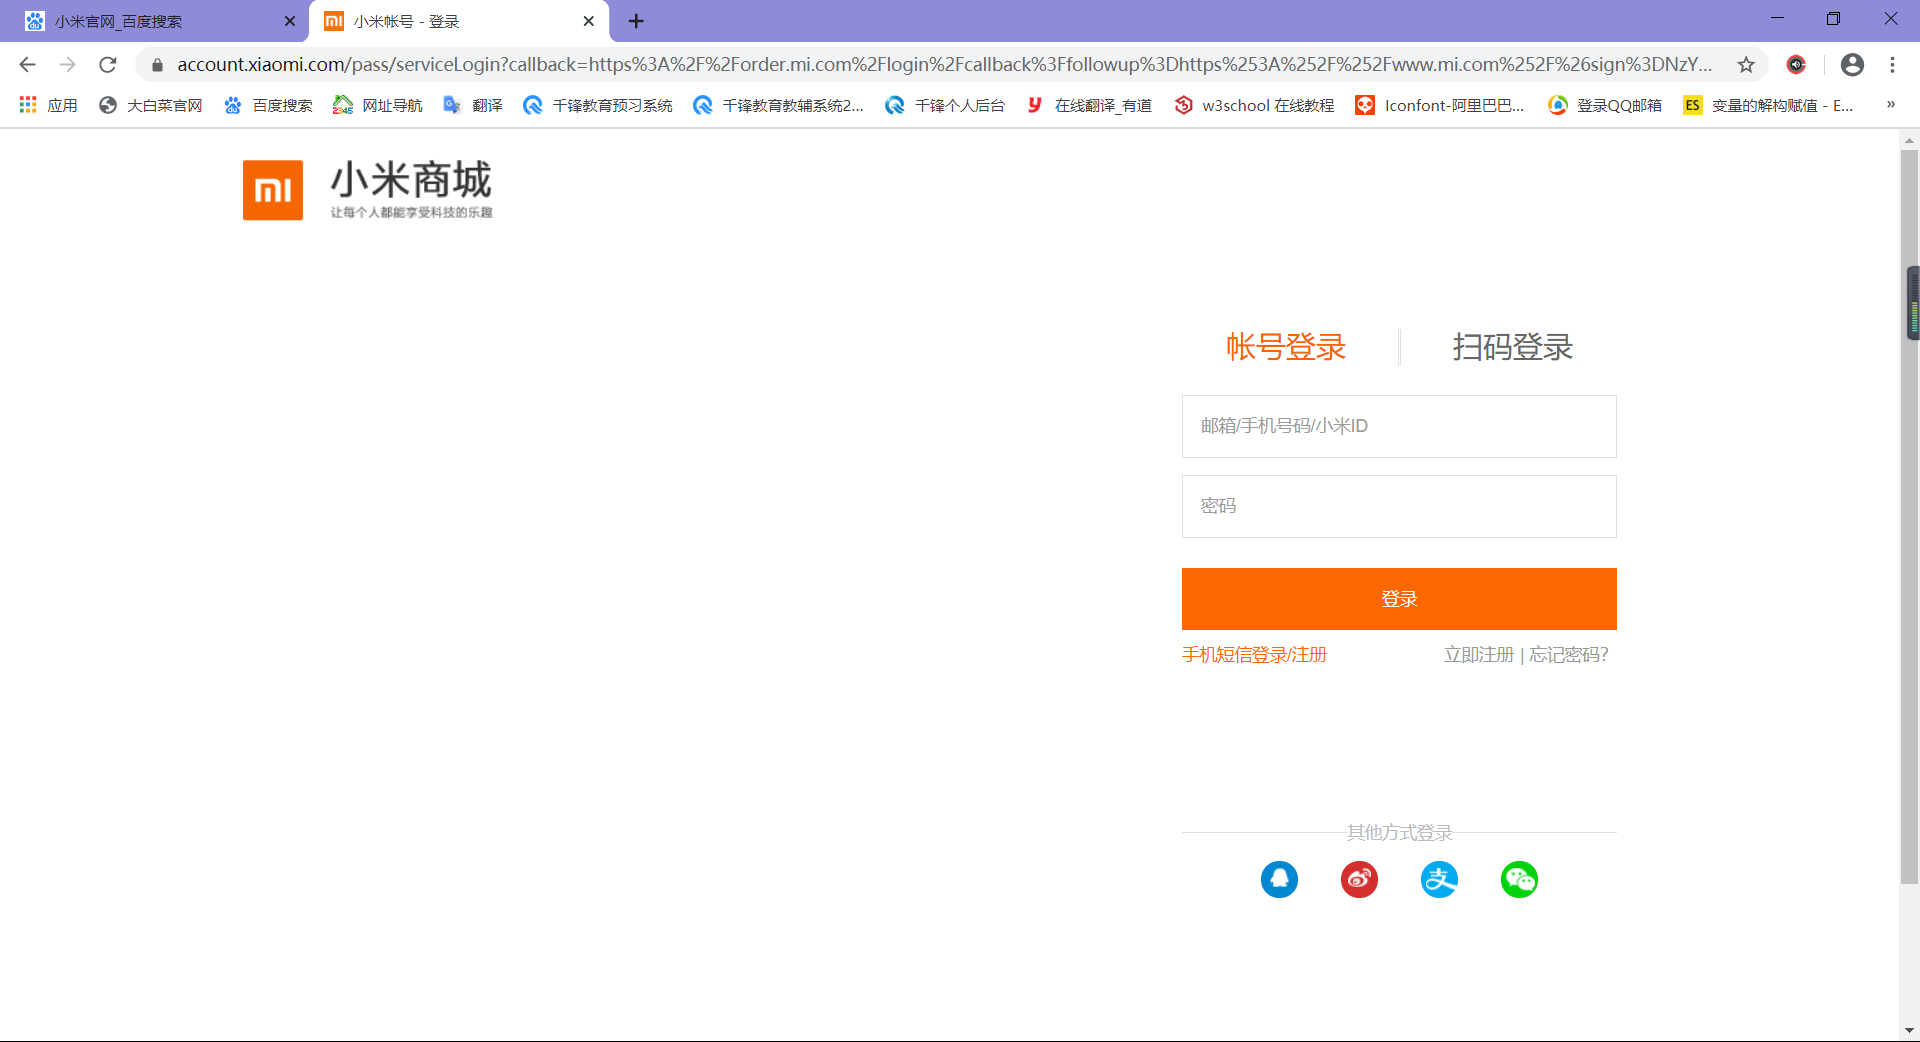 小米官网_百度搜索
小米帐号 - 登录
account.xiaomi.com/pass/serviceLogin?callback=https%3A%2F%2Forder.mi.com%2Flogin%2Fcallback%3Ffollowup%3Dhttps%253A%252F%252Fwww.mi.com%252F%26sign%3DNzY...
应用 大白菜官网 百度搜索 网址导航 翻译 千锋教育预习系统 千锋教育教辅系统2... 千锋个人后台 在线翻译_有道 w3school 在线教程 Iconfont-阿里巴巴... 登录QQ邮箱 变量的解构赋值 - E... »
小米商城
让每个人都能享受科技的乐趣
帐号登录 扫码登录
邮箱/手机号码/小米ID
密码
登录
手机短信登录/注册 立即注册 | 忘记密码?
其他方式登录